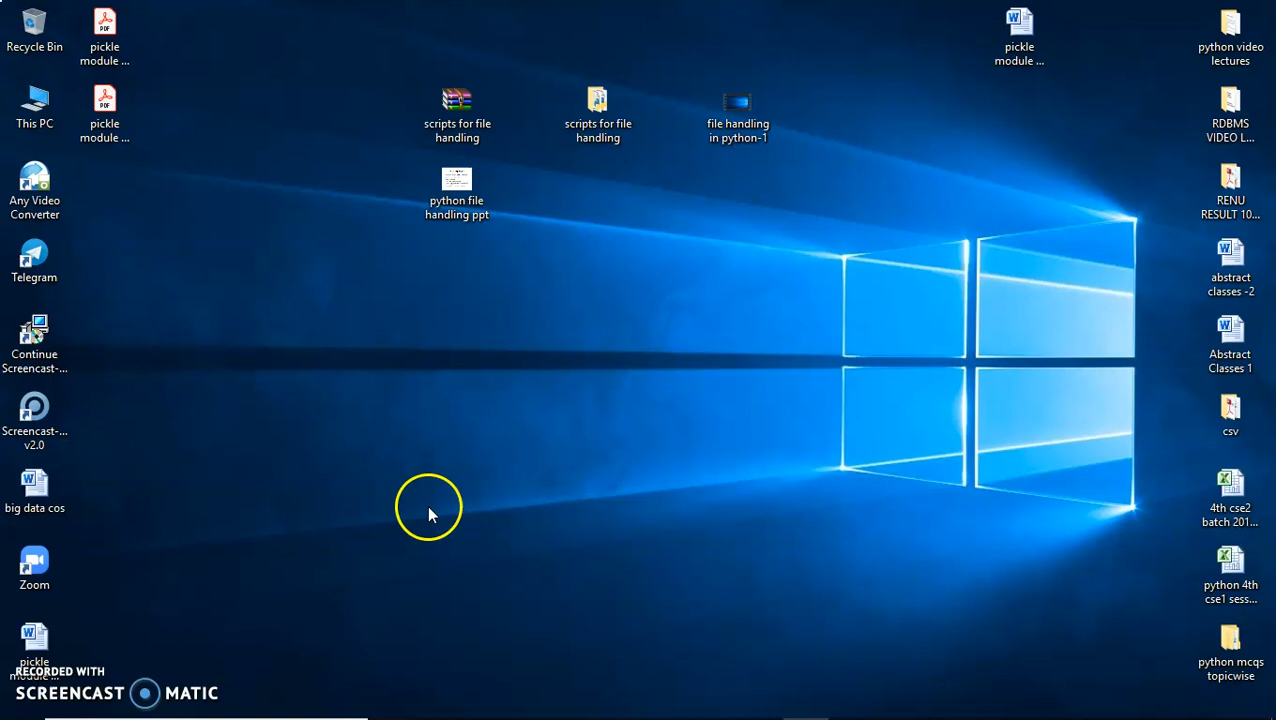 Recycle Bin
This PC
Any Video
Converter
Telegram
Continue
Screencast-...
Screencast-...
v2.0
big data cos
Zoom
pickle
module ...
pickle
module ...
pickle
module ...
scripts for file
handling
python file
handling ppt
scripts for file
handling
file handling
in python-1
pickle
module ...
python video
lectures
RDBMS
VIDEO L...
RENU
RESULT 10...
abstract
classes -2
Abstract
Classes 1
csv
4th cse2
batch 201...
python 4th
cse1 sess...
python mcqs
topicwise
RECORDED WITH
SCREENCAST MATIC